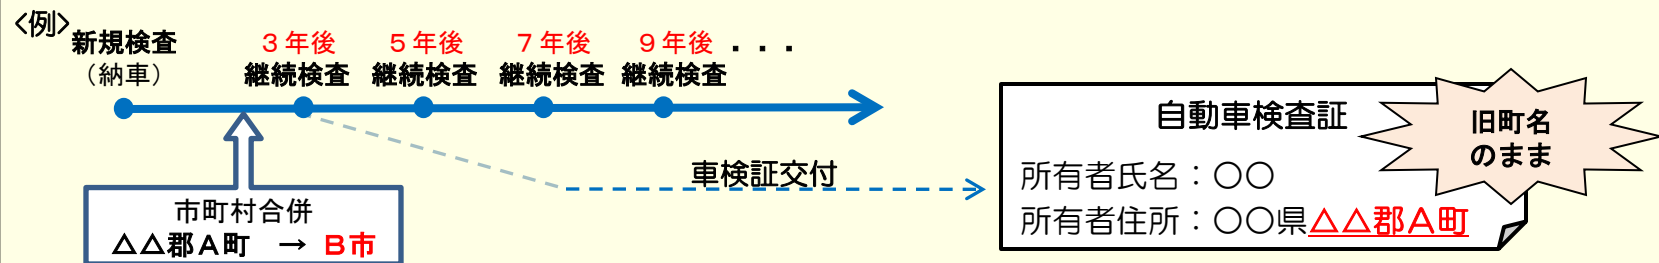 <例>
新規検査
（納車）
３年後
継続検査
５年後
継続検査
７年後
継続検査
９年後
継続検査
・・・
市町村合併
△△郡Ａ町　→　Ｂ市
車検証交付
自動車検査証
所有者氏名：〇〇
所有者住所：〇〇県△△郡Ａ町
旧町名
のまま